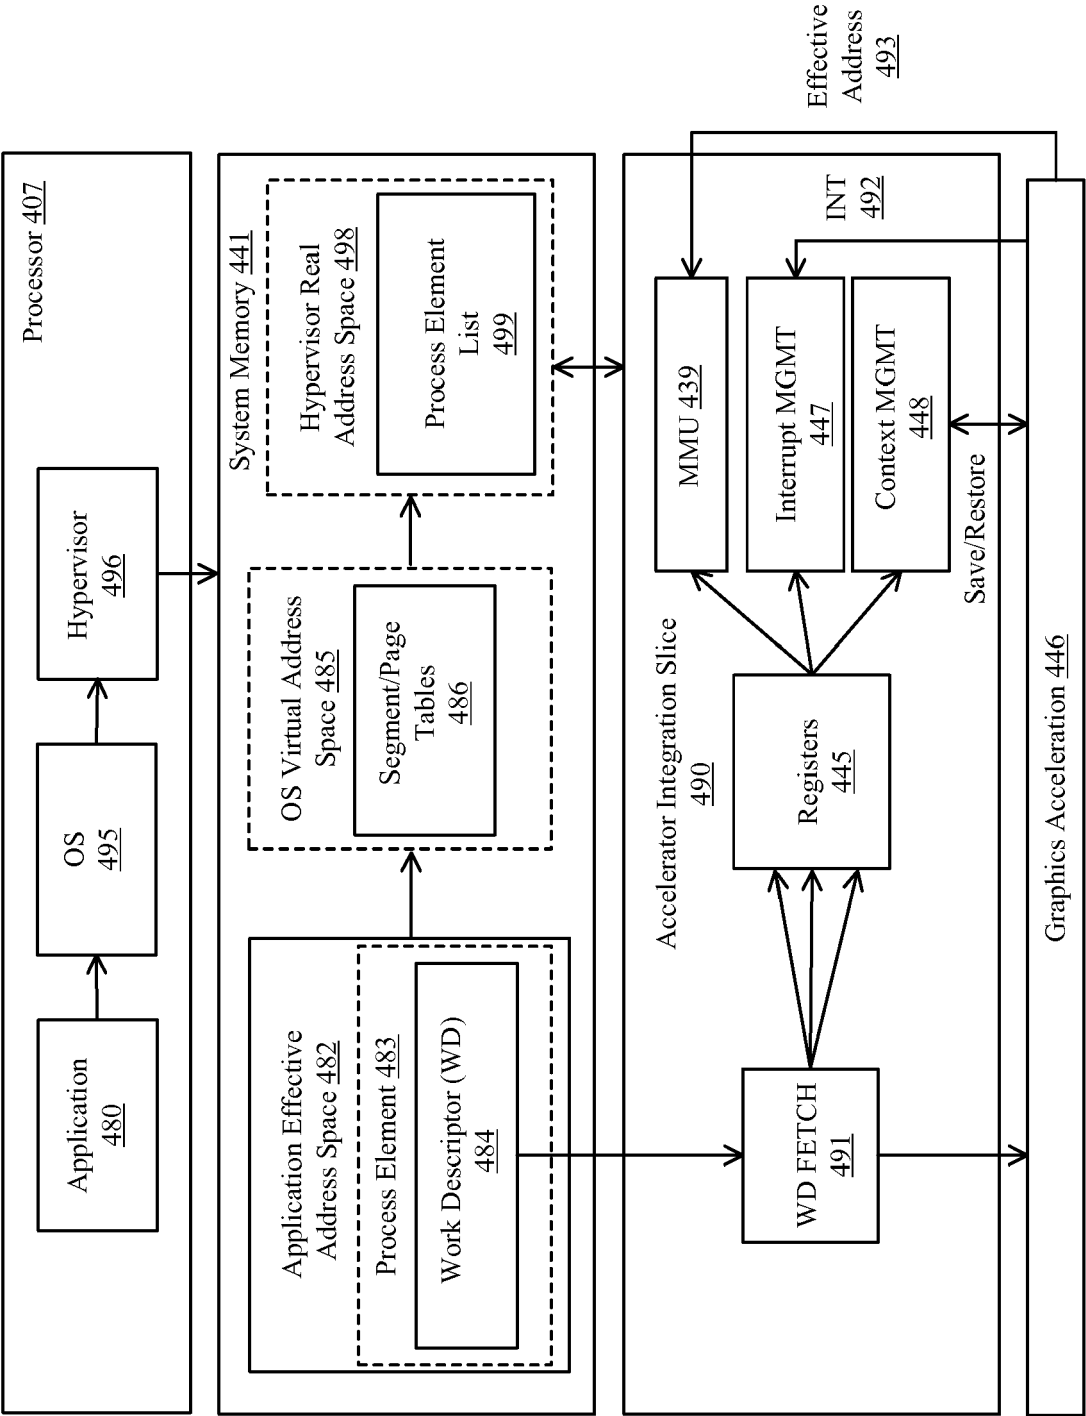 Processor 407
Application
480
OS
495
Hypervisor
496
System Memory 441
Application Effective
Address Space 482
Process Element 483
Work Descriptor (WD)
484
OS Virtual Address
Space 485
Segment/Page
Tables
486
Hypervisor Real
Address Space 498
Process Element
List
499
Accelerator Integration Slice
490
WD FETCH
491
Registers
445
MMU 439
Interrupt MGMT
447
Context MGMT
448
Save/Restore
INT
492
Effective
Address
493
Graphics Acceleration 446